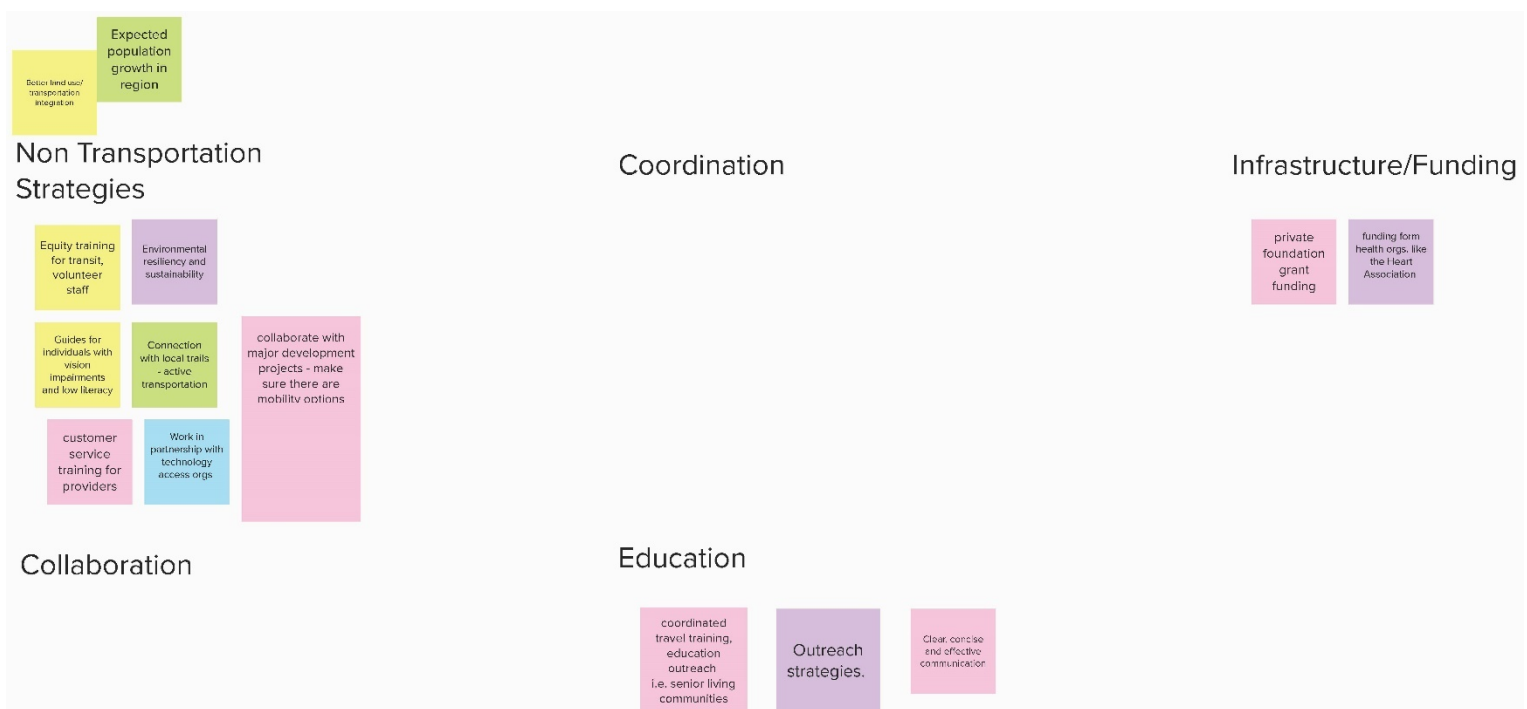 Expected
population
growth in
region
Better land use/
transportation
integration
Non Transportation
Strategies
Coordination
Infrastructure/Funding
Equity training
for transit,
volunteer
staff
Environmental
resiliency and
sustainability
private
foundation
grant
funding
funding form
health orgs. like
the Heart
Association
Guides for
individuals with
vision
impairments
and low literacy
Connection
with local trails
- active
transportation
collaborate with
major development
projects - make
sure there are
mobility options
customer
service
training for
providers
Work in
partnership with
technology
access orgs
Collaboration
Education
coordinated
travel training,
education
outreach
i.e. senior living
communities
Outreach
strategies.
Clear, concise
and effective
communication